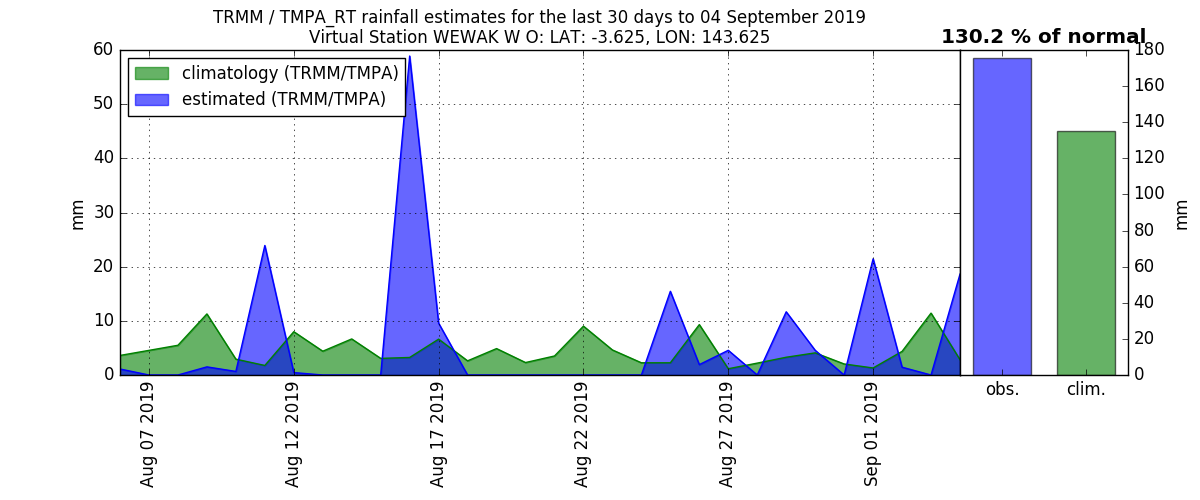 TRMM / TMPA_RT rainfall estimates for the last 30 days to 04 September 2019
Virtual Station WEWAK W O: LAT: -3.625, LON: 143.625
130.2 % of normal
climatology (TRMM/TMPA)
estimated (TRMM/TMPA)
60
50
40
30
20
10
0
mm
Aug 07 2019
Aug 12 2019
Aug 17 2019
Aug 22 2019
Aug 27 2019
Sep 01 2019
obs.
clim.
180
160
140
120
100
80
60
40
20
0
mm